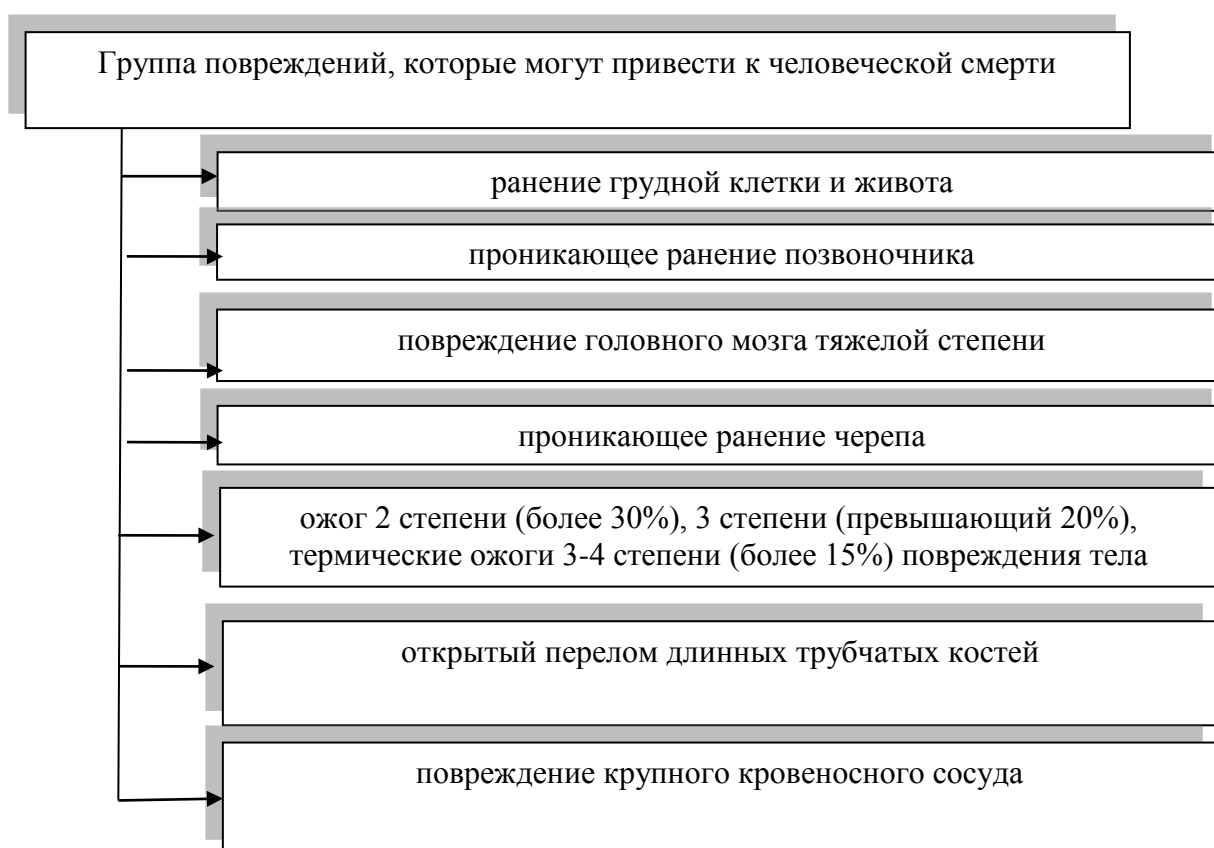 Группа повреждений, которые могут привести к человеческой смерти
ранение грудной клетки и живота
проникающее ранение позвоночника
повреждение головного мозга тяжелой степени
проникающее ранение черепа
ожог 2 степени (более 30%), 3 степени (превышающий 20%),
термические ожоги 3-4 степени (более 15%) повреждения тела
открытый перелом длинных трубчатых костей
повреждение крупного кровеносного сосуда